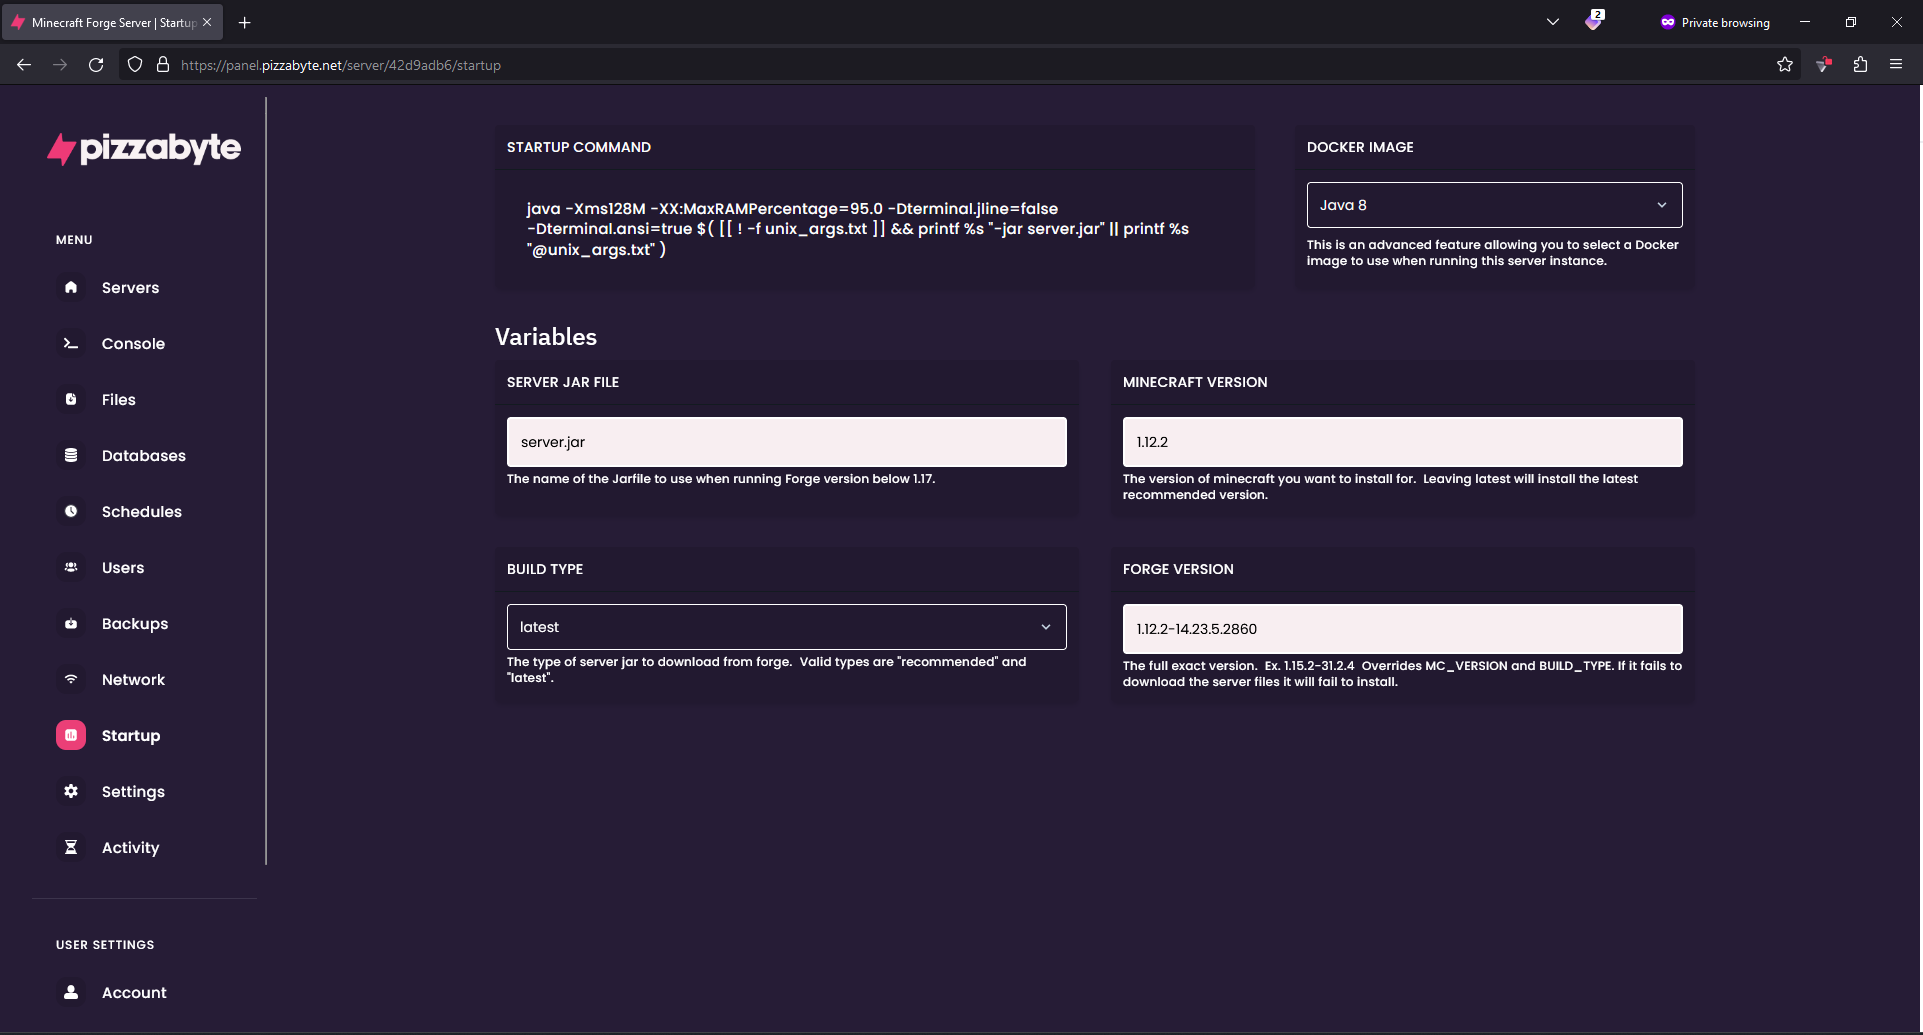 Minecraft Forge Server | Startup
2
Private browsing
https://panel.pizzabyte.net/server/42d9adb6/startup
pizzabyte
MENU
Servers
Console
Files
Databases
Schedules
Users
Backups
Network
Startup
Settings
Activity
USER SETTINGS
Account
STARTUP COMMAND
java -Xms128M -XX:MaxRAMPercentage=95.0 -Dterminal.jline=false
-Dterminal.ansi=true $( [[ ! -f unix_args.txt ]] && printf %s "-jar server.jar" || printf %s
"@unix_args.txt" )
DOCKER IMAGE
Java 8
This is an advanced feature allowing you to select a Docker
image to use when running this server instance.
Variables
SERVER JAR FILE
server.jar
The name of the Jarfile to use when running Forge version below 1.17.
MINECRAFT VERSION
1.12.2
The version of minecraft you want to install for. Leaving latest will install the latest
recommended version.
BUILD TYPE
latest
The type of server jar to download from forge. Valid types are "recommended" and
"latest".
FORGE VERSION
1.12.2-14.23.5.2860
The full exact version. Ex. 1.15.2-31.2.4 Overrides MC_VERSION and BUILD_TYPE. If it fails to
download the server files it will fail to install.